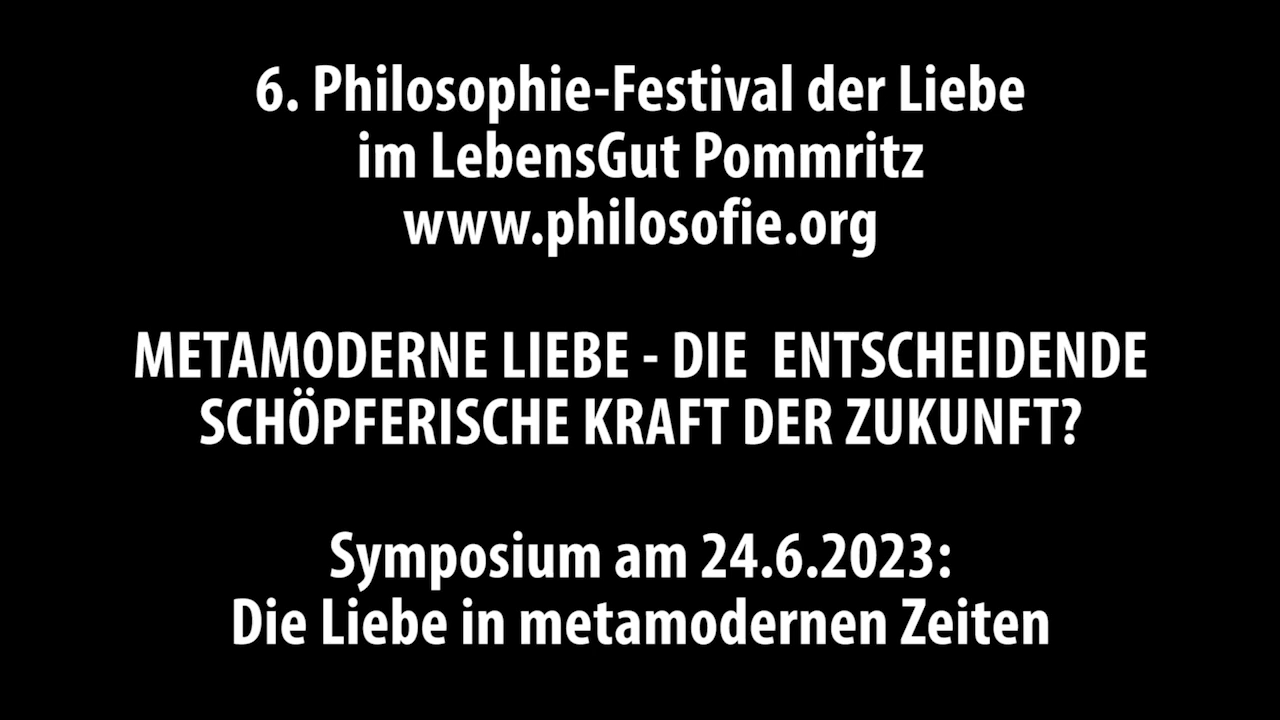 6. Philosophie-Festival der Liebe
im LebensGut Pommritz
www.philosofie.org
METAMODERNE LIEBE - DIE  ENTSCHEIDENDE
SCHÖPFERISCHE KRAFT DER ZUKUNFT?
Symposium am 24.6.2023:
Die Liebe in metamodernen Zeiten